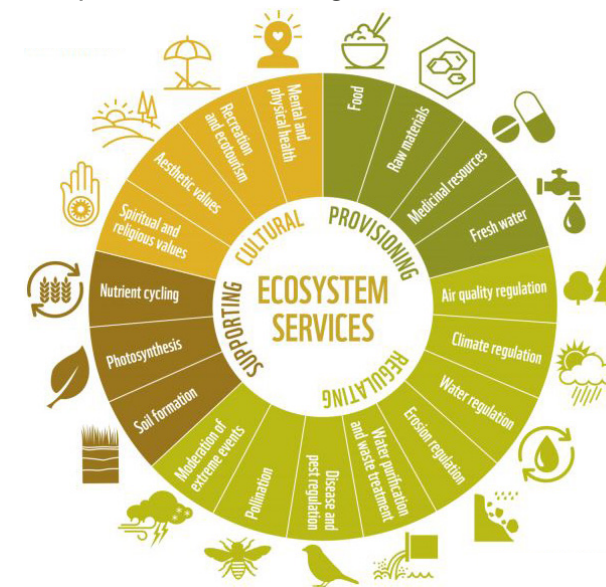 ECOSYSTEM
SERVICES
PROVISIONING
Food
Raw materials
Medicinal resources
Fresh water
REGULATING
Air quality regulation
Climate regulation
Water regulation
Erosion regulation
Water purification
and waste treatment
Disease and
pest regulation
Pollination
Moderation of
extreme events
SUPPORTING
Soil formation
Photosynthesis
Nutrient cycling
CULTURAL
Spiritual and
religious values
Aesthetic values
Recreation
and ecotourism
Mental and
physical health